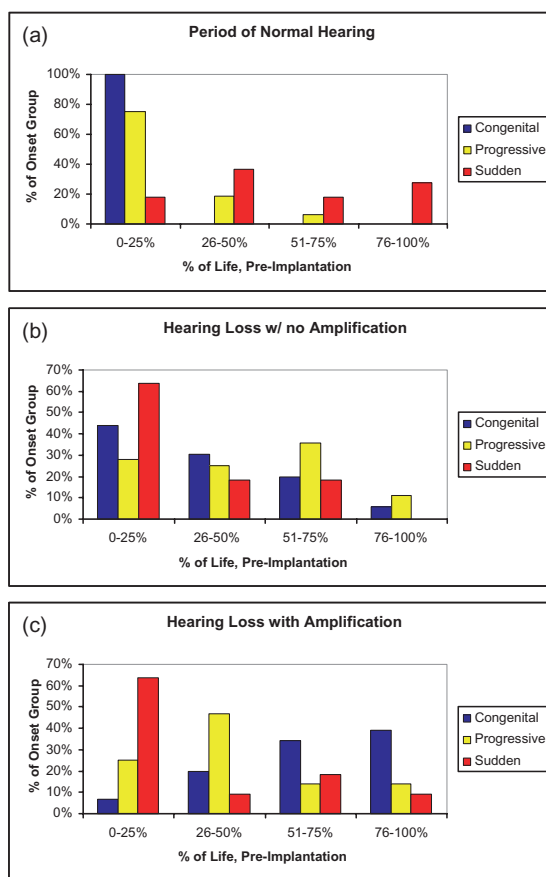 (a)
Period of Normal Hearing
% of Onset Group
100%
80%
60%
40%
20%
0%
0-25% 26-50% 51-75% 76-100%
% of Life, Pre-Implantation
Congenital
Progressive
Sudden
(b)
Hearing Loss w/ no Amplification
% of Onset Group
70%
60%
50%
40%
30%
20%
10%
0%
0-25% 26-50% 51-75% 76-100%
% of Life, Pre-Implantation
Congenital
Progressive
Sudden
(c)
Hearing Loss with Amplification
% of Onset Group
70%
60%
50%
40%
30%
20%
10%
0%
0-25% 26-50% 51-75% 76-100%
% of Life, Pre-Implantation
Congenital
Progressive
Sudden